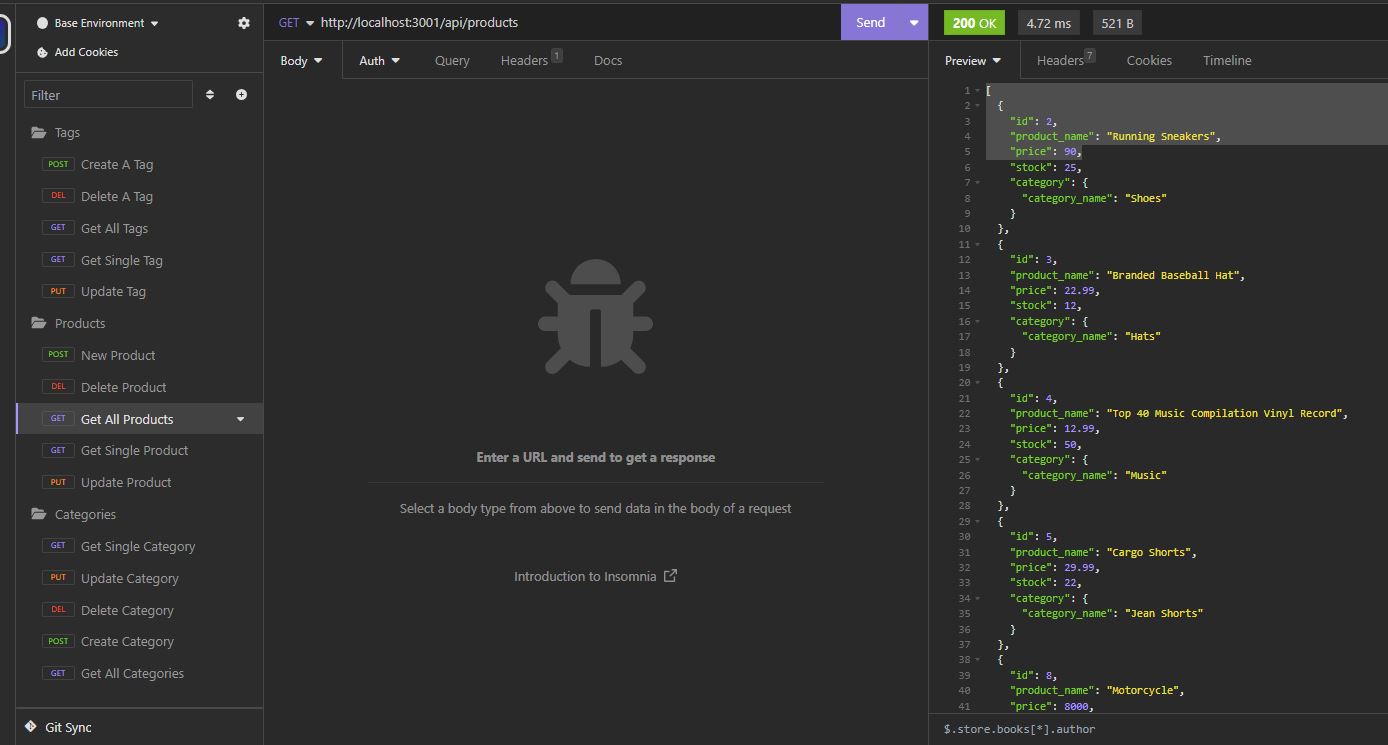 Base Environment
Add Cookies
Filter
Tags
POST Create A Tag
DEL Delete A Tag
GET Get All Tags
GET Get Single Tag
PUT Update Tag
Products
POST New Product
DEL Delete Product
GET Get All Products
GET Get Single Product
PUT Update Product
Categories
GET Get Single Category
PUT Update Category
DEL Delete Category
POST Create Category
GET Get All Categories
Git Sync
GET http://localhost:3001/api/products Send
Body Auth Query Headers 1 Docs
Enter a URL and send to get a response
Select a body type from above to send data in the body of a request
Introduction to Insomnia
200 OK 4.72 ms 521 B
Preview Headers 7 Cookies Timeline
1 [
2 {
3 "id": 2,
4 "product_name": "Running Sneakers",
5 "price": 90,
6 "stock": 25,
7 "category": {
8 "category_name": "Shoes"
9 }
10 },
11 {
12 "id": 3,
13 "product_name": "Branded Baseball Hat",
14 "price": 22.99,
15 "stock": 12,
16 "category": {
17 "category_name": "Hats"
18 }
19 },
20 {
21 "id": 4,
22 "product_name": "Top 40 Music Compilation Vinyl Record",
23 "price": 12.99,
24 "stock": 50,
25 "category": {
26 "category_name": "Music"
27 }
28 },
29 {
30 "id": 5,
31 "product_name": "Cargo Shorts",
32 "price": 29.99,
33 "stock": 22,
34 "category": {
35 "category_name": "Jean Shorts"
36 }
37 },
38 {
39 "id": 8,
40 "product_name": "Motorcycle",
41 "price": 8000,
$.store.books[*].author